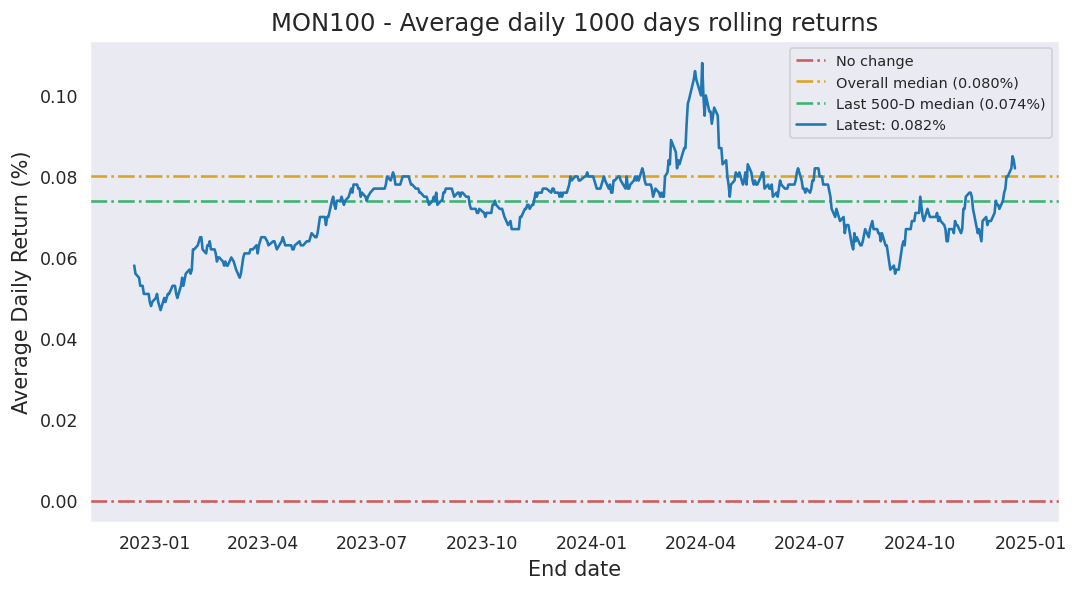 MON100 - Average daily 1000 days rolling returns
No change
Overall median (0.080%)
Last 500-D median (0.074%)
Latest: 0.082%
Average Daily Return (%)
0.10
0.08
0.06
0.04
0.02
0.00
2023-01 2023-04 2023-07 2023-10 2024-01 2024-04 2024-07 2024-10 2025-01
End date